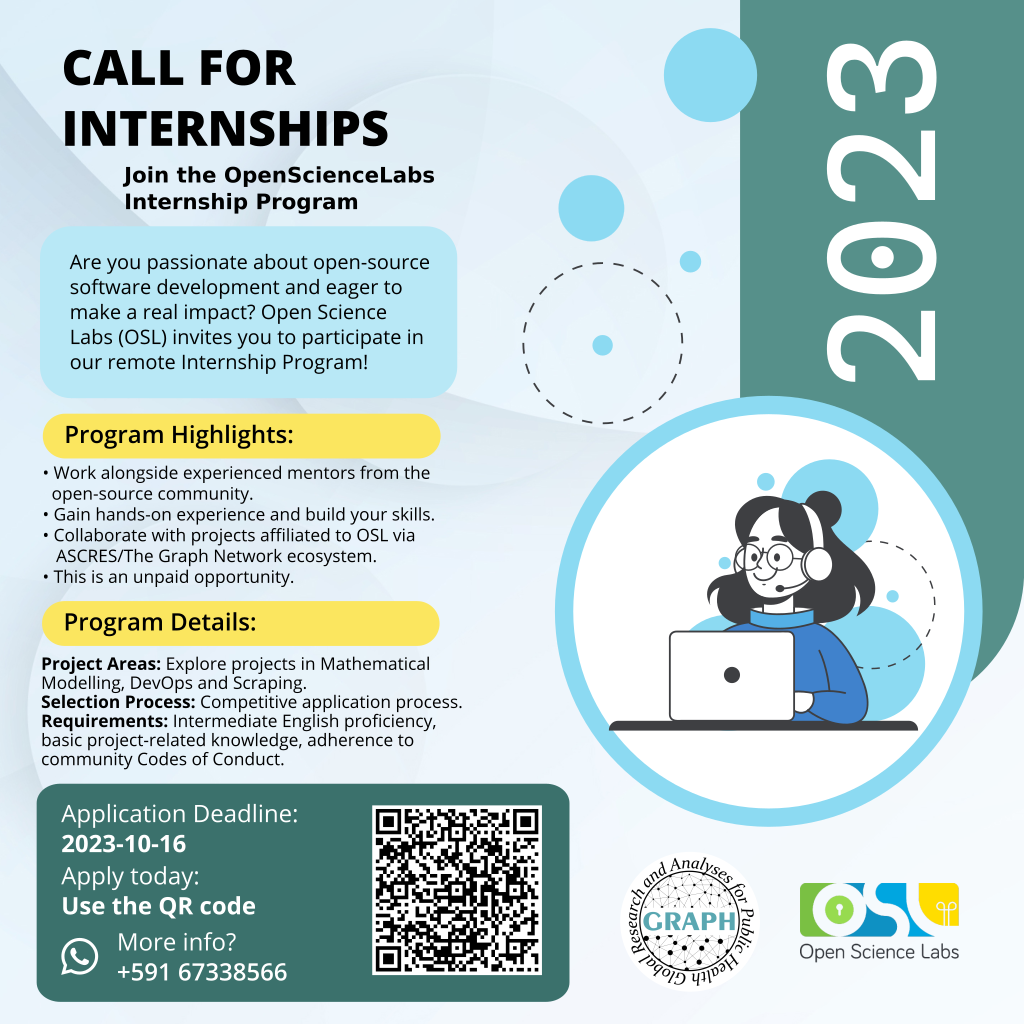 CALL FOR
INTERNSHIPS
Join the OpenScienceLabs
Internship Program
Are you passionate about open-source
software development and eager to
make a real impact? Open Science
Labs (OSL) invites you to participate in
our remote Internship Program!
Program Highlights:
• Work alongside experienced mentors from the
open-source community.
• Gain hands-on experience and build your skills.
• Collaborate with projects affiliated to OSL via
ASCRES/The Graph Network ecosystem.
• This is an unpaid opportunity.
Program Details:
Project Areas: Explore projects in Mathematical
Modelling, DevOps and Scraping.
Selection Process: Competitive application process.
Requirements: Intermediate English proficiency,
basic project-related knowledge, adherence to
community Codes of Conduct.
Application Deadline:
2023-10-16
Apply today:
Use the QR code
More info?
+591 67338566
2023
Global Research and Analyses for Public Health
GRAPH
OSL
Open Science Labs